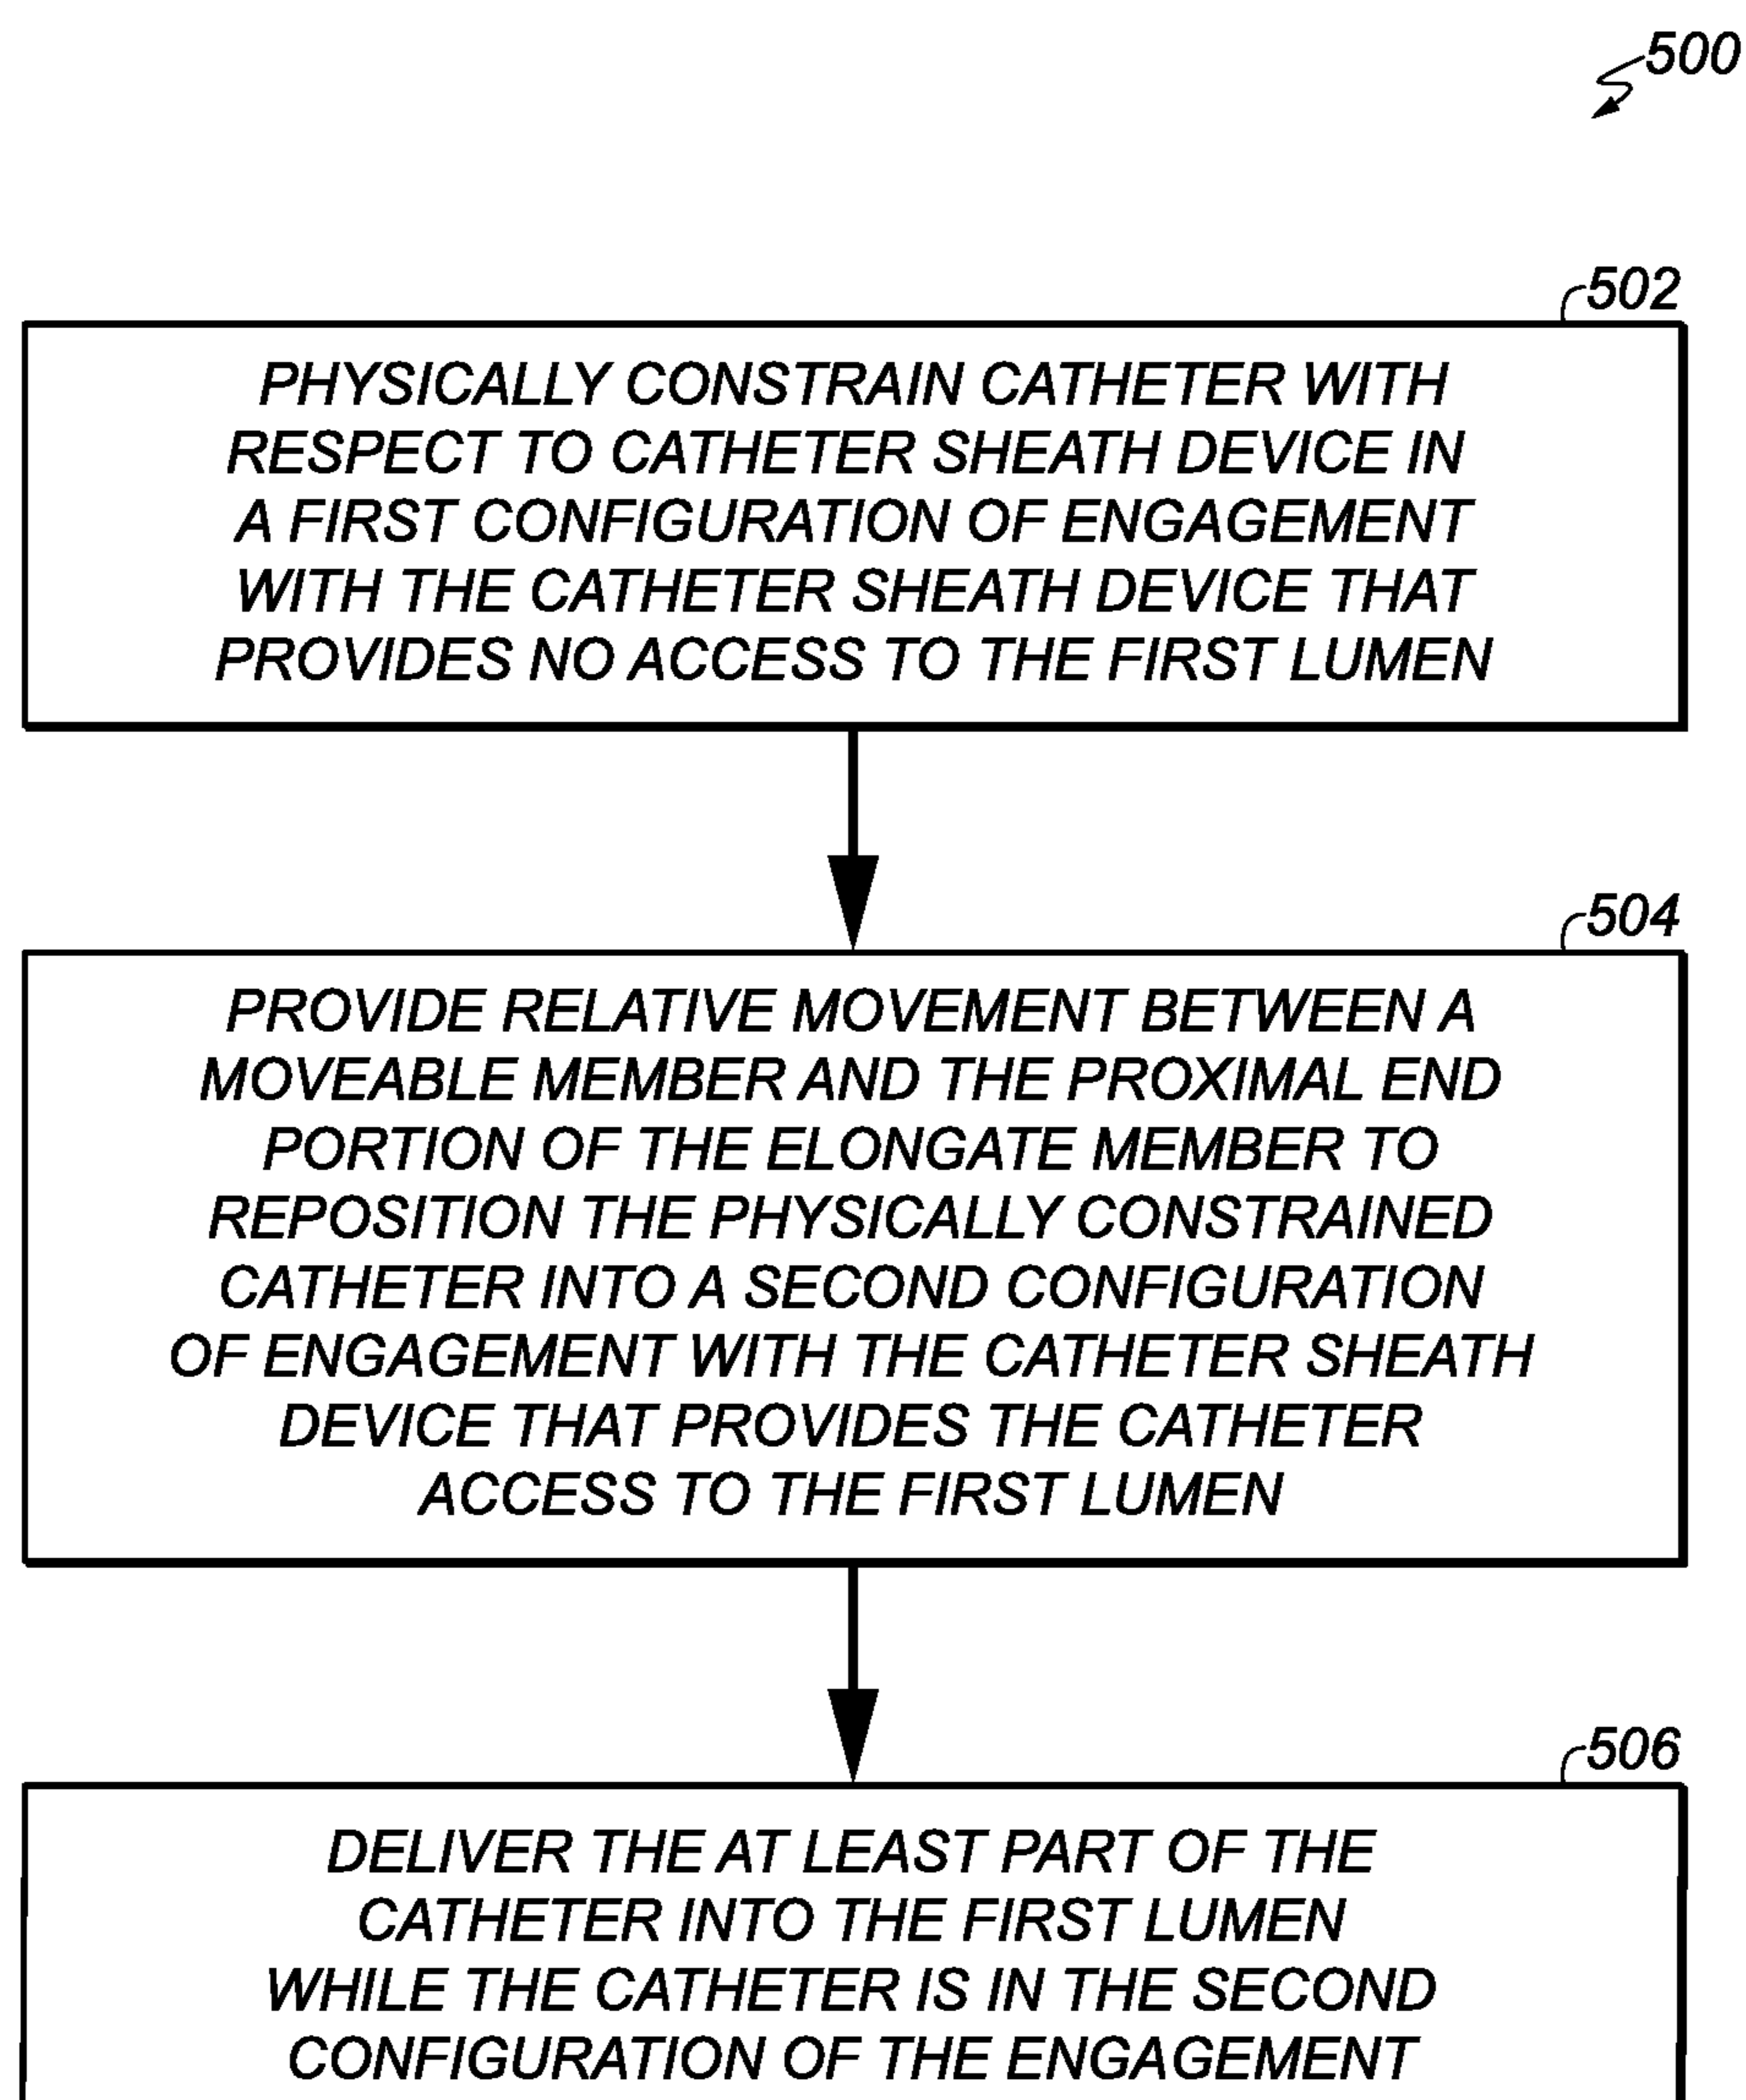 500
502
PHYSICALLY CONSTRAIN CATHETER WITH
RESPECT TO CATHETER SHEATH DEVICE IN
A FIRST CONFIGURATION OF ENGAGEMENT
WITH THE CATHETER SHEATH DEVICE THAT
PROVIDES NO ACCESS TO THE FIRST LUMEN
504
PROVIDE RELATIVE MOVEMENT BETWEEN A
MOVEABLE MEMBER AND THE PROXIMAL END
PORTION OF THE ELONGATE MEMBER TO
REPOSITION THE PHYSICALLY CONSTRAINED
CATHETER INTO A SECOND CONFIGURATION
OF ENGAGEMENT WITH THE CATHETER SHEATH
DEVICE THAT PROVIDES THE CATHETER
ACCESS TO THE FIRST LUMEN
506
DELIVER THE AT LEAST PART OF THE
CATHETER INTO THE FIRST LUMEN
WHILE THE CATHETER IS IN THE SECOND
CONFIGURATION OF THE ENGAGEMENT